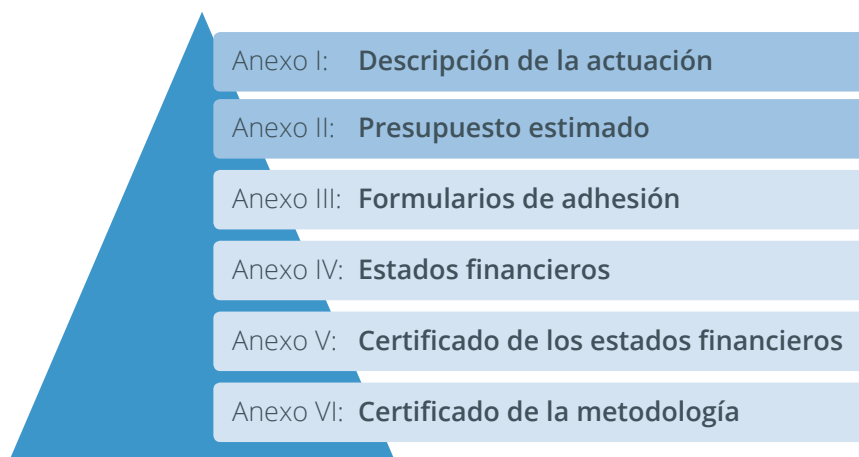 Anexo I: Descripción de la actuación
Anexo II: Presupuesto estimado
Anexo III: Formularios de adhesión
Anexo IV: Estados financieros
Anexo V: Certificado de los estados financieros
Anexo VI: Certificado de la metodología